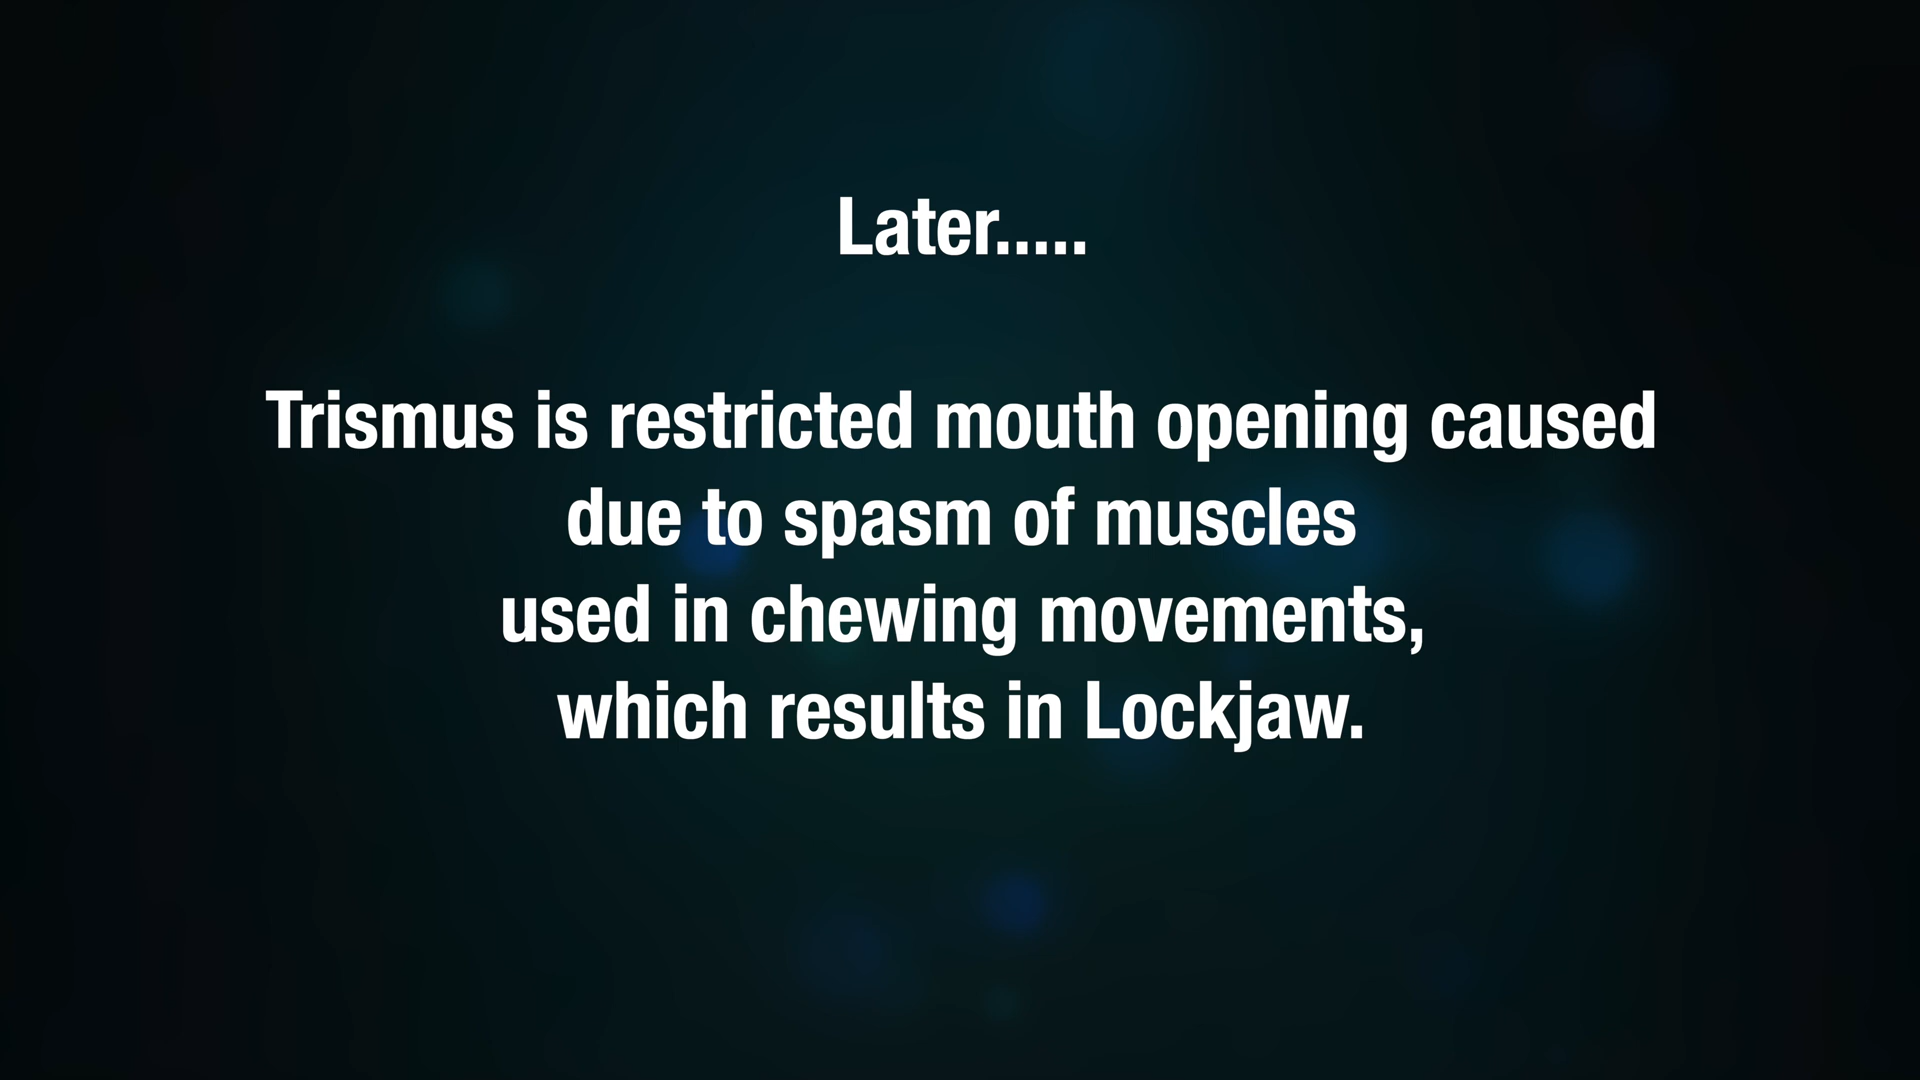 Later.....
Trismus is restricted mouth opening caused
due to spasm of muscles
used in chewing movements,
which results in Lockjaw.